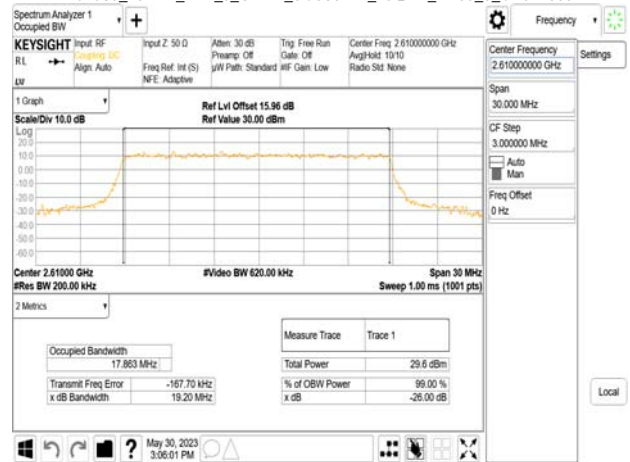 Spectrum Analyzer 1
Occupied BW
Frequency
KEYSIGHT
RL
Input: RF
Coupling: DC
Align: Auto
Input Z: 50 Ω
Freq Ref: Int (S)
NFE: Adaptive
Atten: 30 dB
Preamp: Off
µW Path: Standard
Trig: Free Run
Gate: Off
#IF Gain: Low
Center Freq: 2.610000000 GHz
Avg|Hold: 10/10
Radio Std: None
Center Frequency
2.610000000 GHz
Settings
Span
30.000 MHz
CF Step
3.000000 MHz
Auto
Man
Freq Offset
0 Hz
1 Graph
Scale/Div 10.0 dB
Ref Lvl Offset 15.96 dB
Ref Value 30.00 dBm
Log
20.0
10.0
0.00
-10.0
-20.0
-30.0
-40.0
-50.0
-60.0
Center 2.61000 GHz
#Video BW 620.00 kHz
Span 30 MHz
#Res BW 200.00 kHz
Sweep 1.00 ms (1001 pts)
2 Metrics
Measure Trace
Trace 1
Occupied Bandwidth
17.863 MHz
Total Power
29.6 dBm
Transmit Freq Error
-167.70 kHz
% of OBW Power
99.00 %
x dB Bandwidth
19.20 MHz
x dB
-26.00 dB
Local
?
May 30, 2023
3:06:01 PM